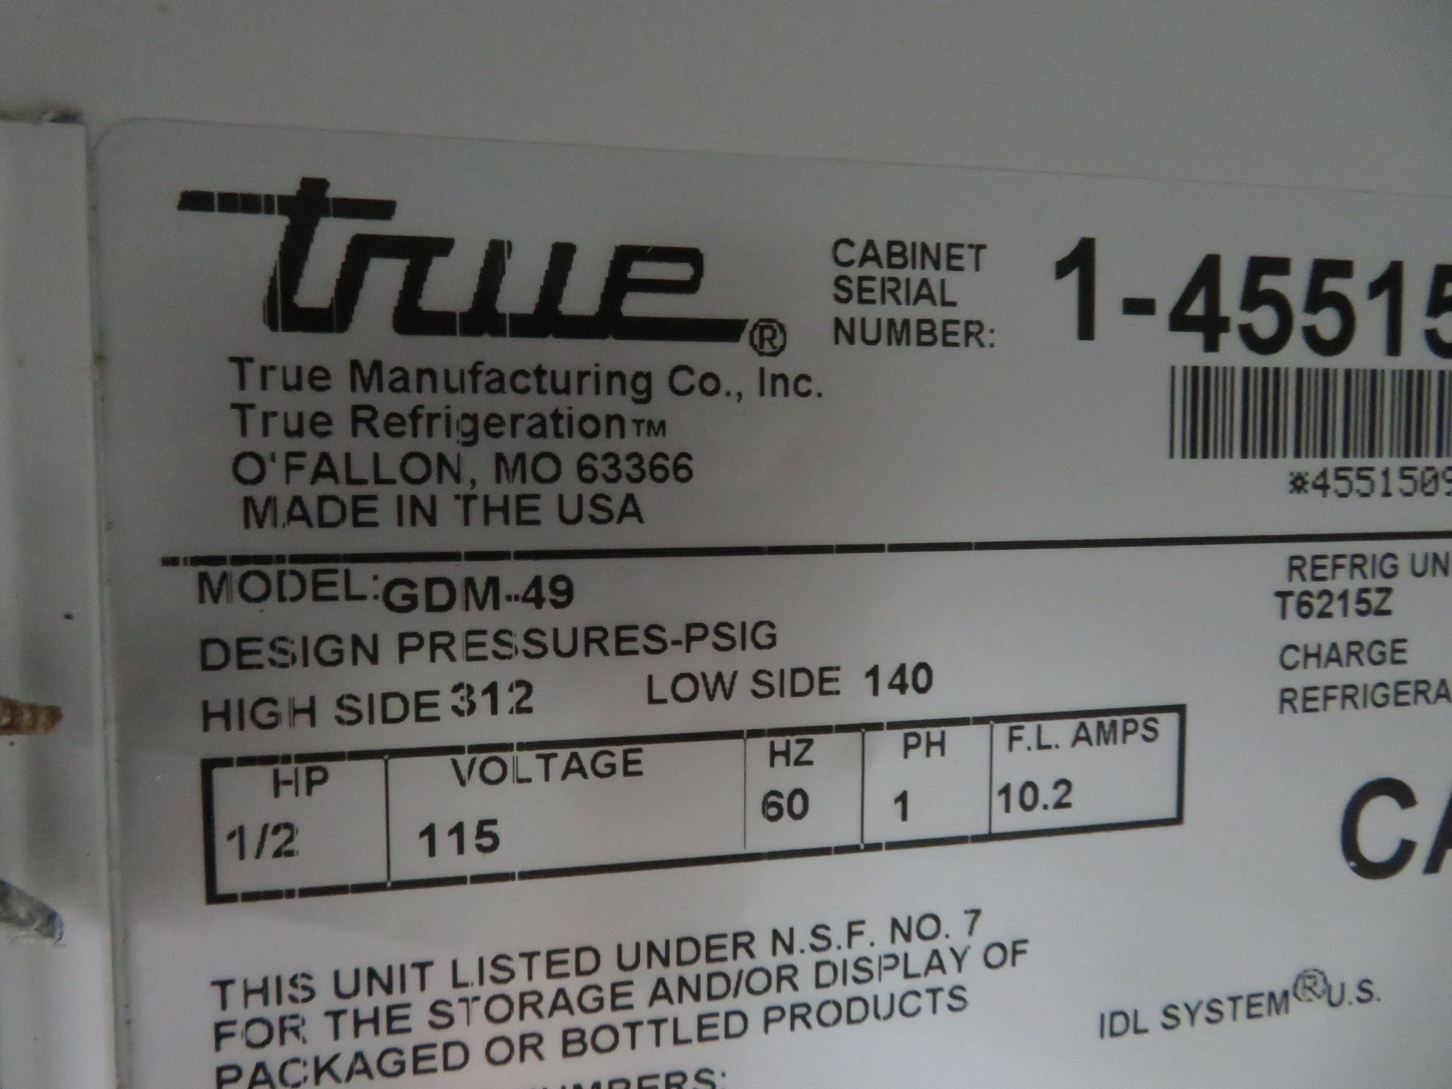 true®
CABINET
SERIAL
NUMBER:
1-45515
True Manufacturing Co., Inc.
True Refrigeration™
O'FALLON, MO 63366
MADE IN THE USA
*4551509
MODEL:GDM-49
DESIGN PRESSURES-PSIG
HIGH SIDE 312 LOW SIDE 140
REFRIG UN
T6215Z
CHARGE
REFRIGERA
HP VOLTAGE HZ PH F.L. AMPS
1/2 115 60 1 10.2
CA
THIS UNIT LISTED UNDER N.S.F. NO. 7
FOR THE STORAGE AND/OR DISPLAY OF
PACKAGED OR BOTTLED PRODUCTS
IDL SYSTEM® U.S.